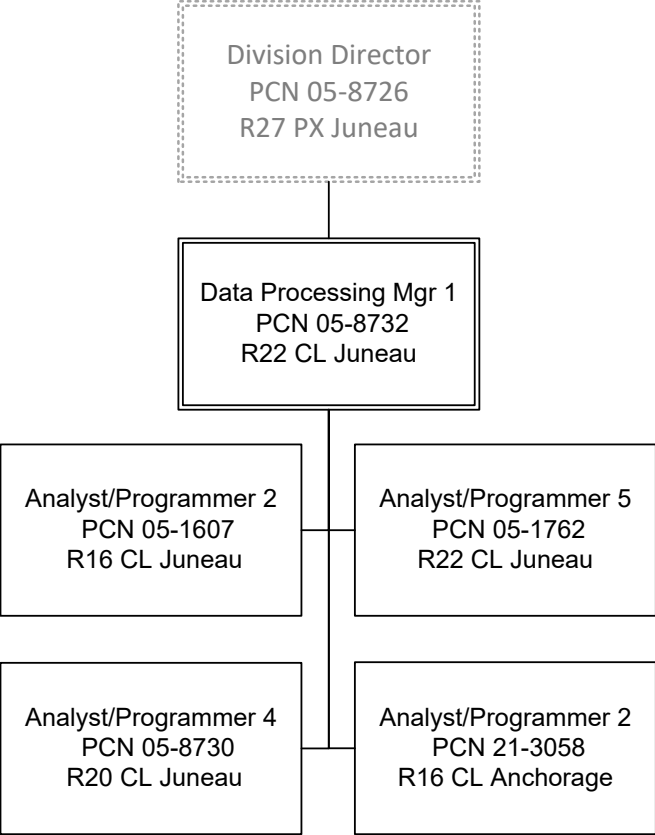 Division Director
PCN 05-8726
R27 PX Juneau
Data Processing Mgr 1
PCN 05-8732
R22 CL Juneau
Analyst/Programmer 2
PCN 05-1607
R16 CL Juneau
Analyst/Programmer 5
PCN 05-1762
R22 CL Juneau
Analyst/Programmer 4
PCN 05-8730
R20 CL Juneau
Analyst/Programmer 2
PCN 21-3058
R16 CL Anchorage